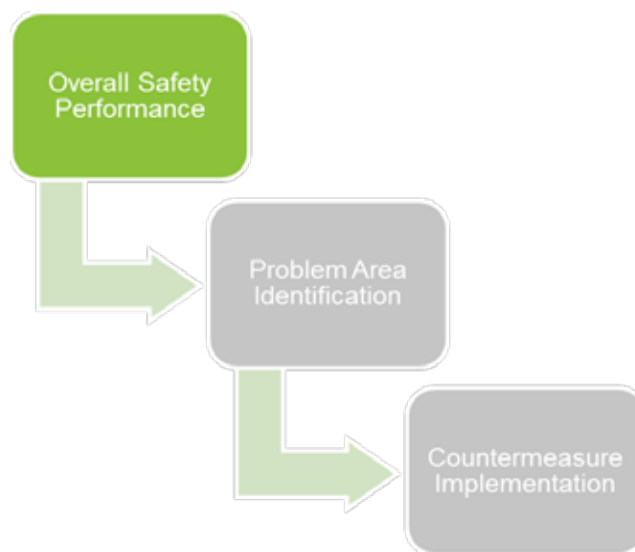 Overall Safety
Performance
Problem Area
Identification
Countermeasure
Implementation